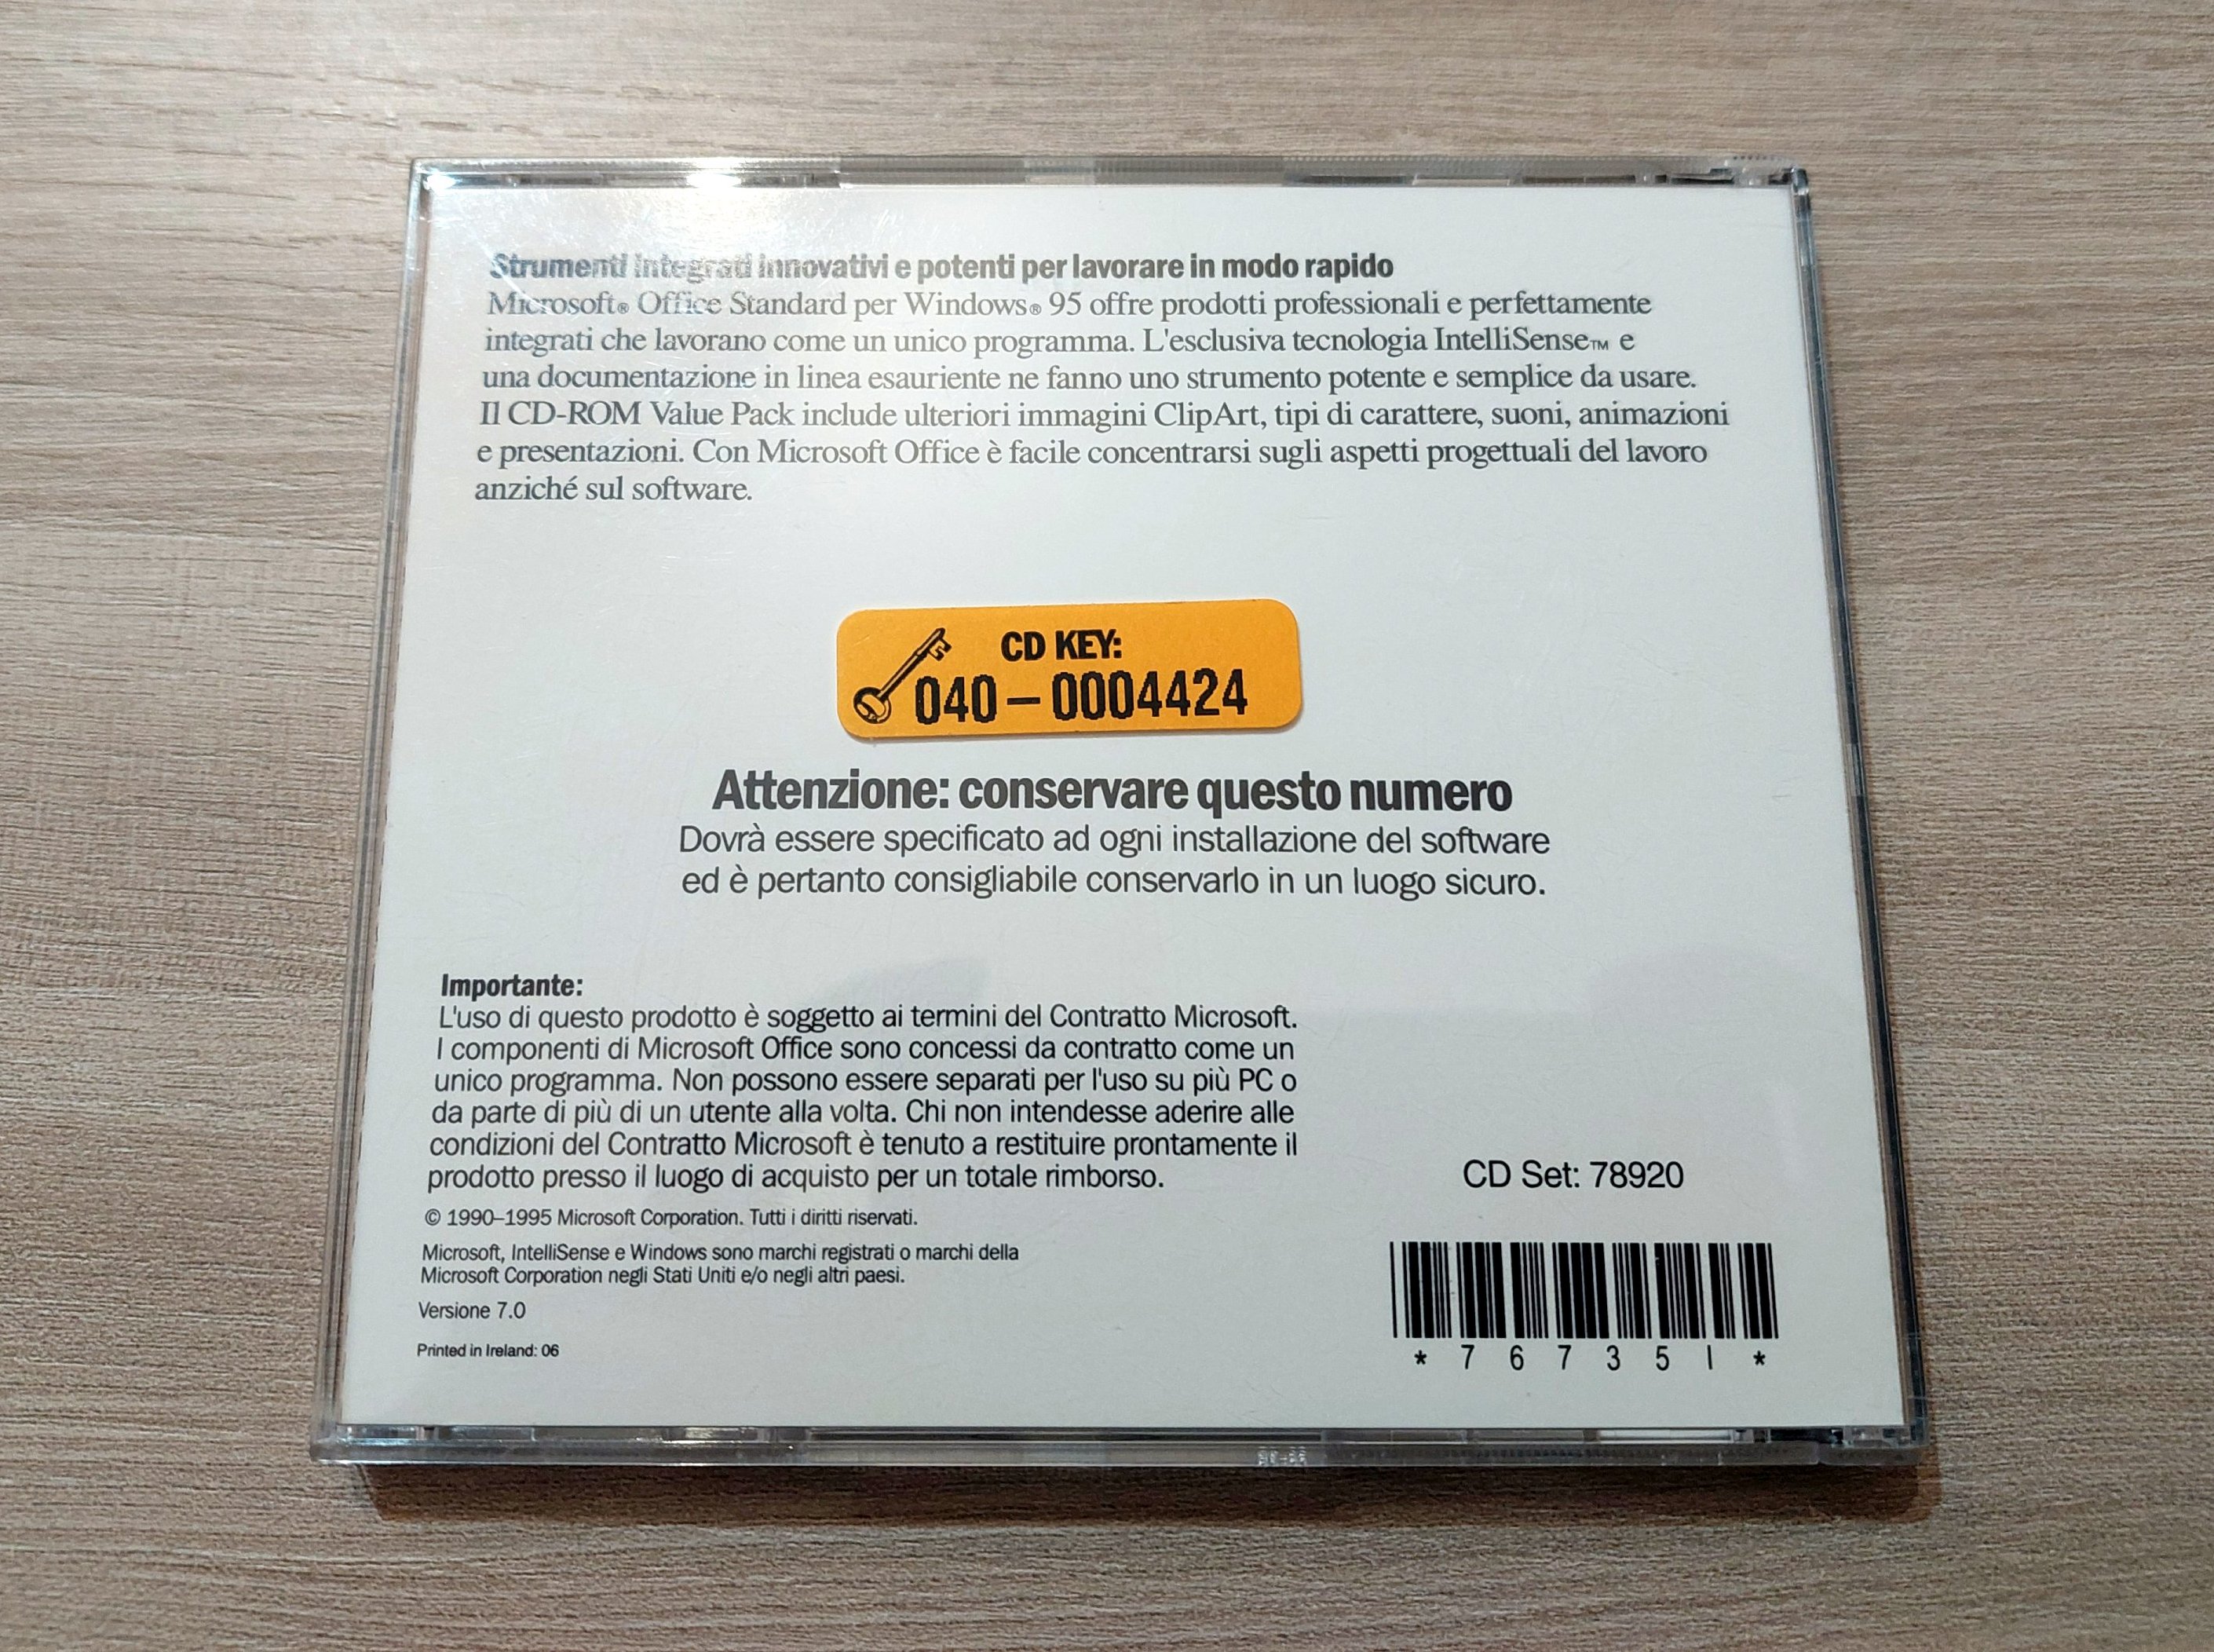 Strumenti integrati innovativi e potenti per lavorare in modo rapido
Microsoft® Office Standard per Windows® 95 offre prodotti professionali e perfettamente
integrati che lavorano come un unico programma. L'esclusiva tecnologia IntelliSense™ e
una documentazione in linea esauriente ne fanno uno strumento potente e semplice da usare.
Il CD-ROM Value Pack include ulteriori immagini ClipArt, tipi di carattere, suoni, animazioni
e presentazioni. Con Microsoft Office è facile concentrarsi sugli aspetti progettuali del lavoro
anziché sul software.
CD KEY:
040-0004424
Attenzione: conservare questo numero
Dovrà essere specificato ad ogni installazione del software
ed è pertanto consigliabile conservarlo in un luogo sicuro.
Importante:
L'uso di questo prodotto è soggetto ai termini del Contratto Microsoft.
I componenti di Microsoft Office sono concessi da contratto come un
unico programma. Non possono essere separati per l'uso su più PC o
da parte di più di un utente alla volta. Chi non intendesse aderire alle
condizioni del Contratto Microsoft è tenuto a restituire prontamente il
prodotto presso il luogo di acquisto per un totale rimborso.
© 1990–1995 Microsoft Corporation. Tutti i diritti riservati.
Microsoft, IntelliSense e Windows sono marchi registrati o marchi della
Microsoft Corporation negli Stati Uniti e/o negli altri paesi.
Versione 7.0
Printed in Ireland: 06
CD Set: 78920
* 7 6 7 3 5 1 *